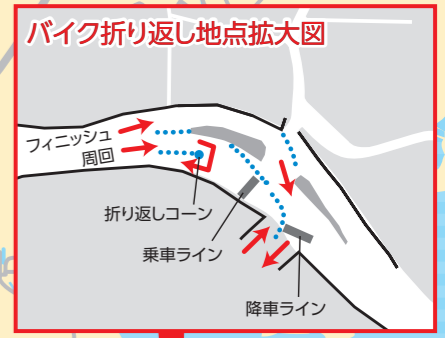 バイク折り返し地点拡大図
フィニッシュ
周回
折り返しコーン
乗車ライン
降車ライン